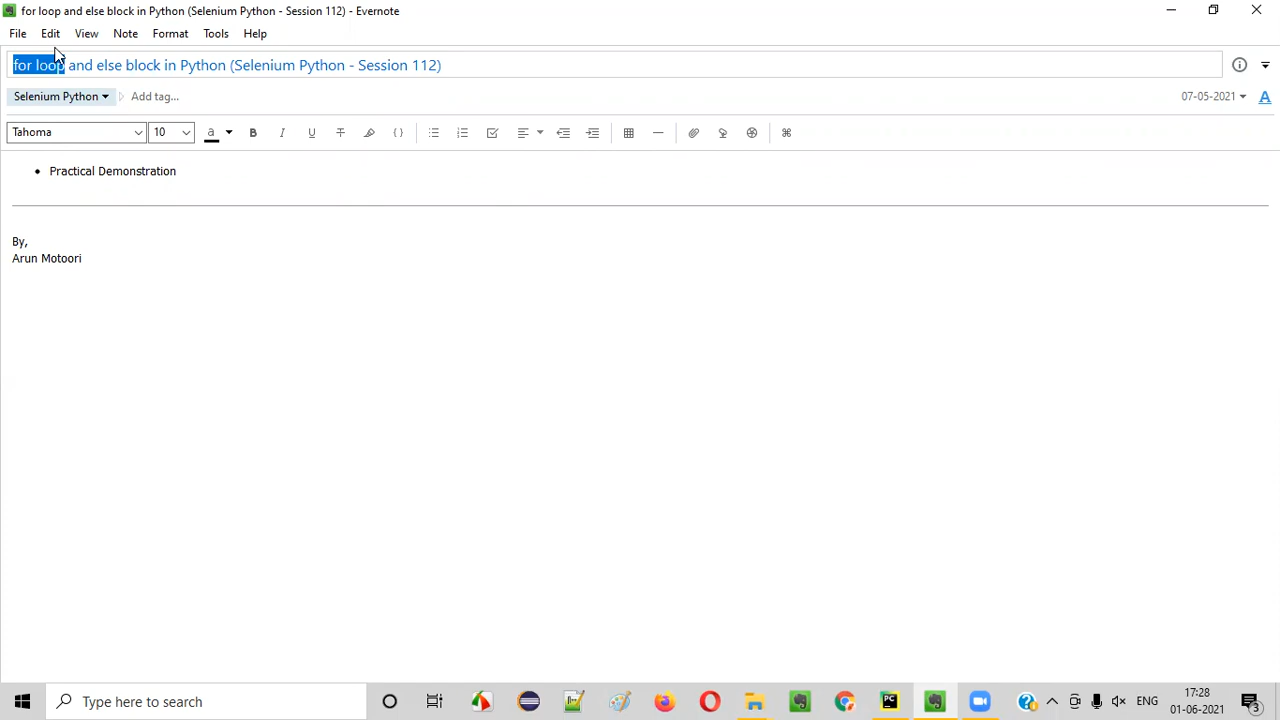 for loop and else block in Python (Selenium Python - Session 112) - Evernote
File Edit View Note Format Tools Help
for loop and else block in Python (Selenium Python - Session 112)
Selenium Python Add tag... 07-05-2021
Tahoma 10
Practical Demonstration
By,
Arun Motoori
Type here to search
ENG
17:28
01-06-2021
3